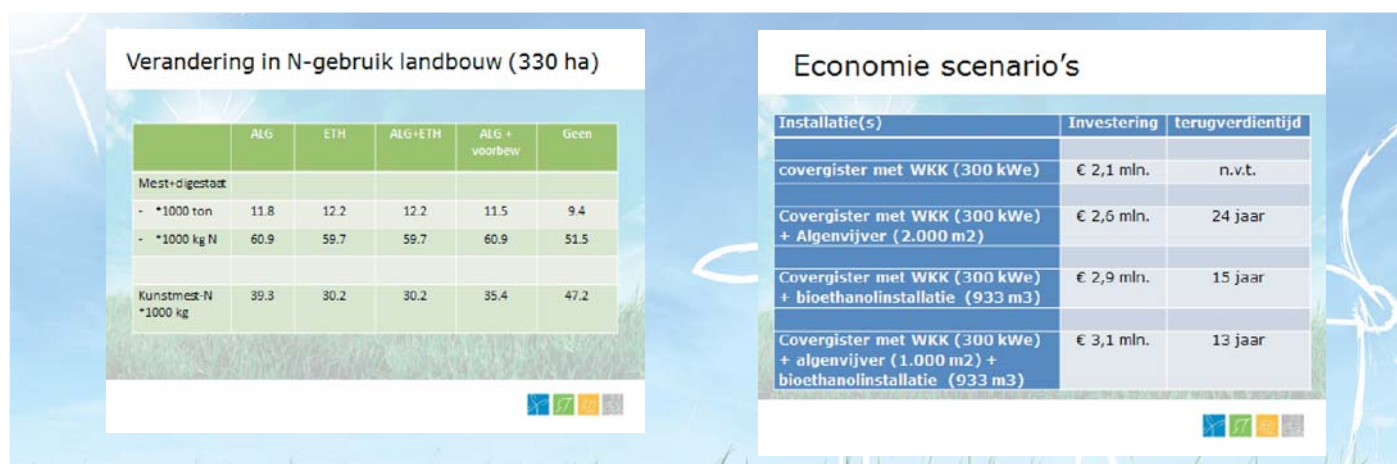 Verandering in N-gebruik landbouw (330 ha)
ALG ETH ALG+ETH ALG + voorbew Geen
Mest+digestaat
- *1000 ton 11.8 12.2 12.2 11.5 9.4
- *1000 kg N 60.9 59.7 59.7 60.9 51.5
Kunstmest-N *1000 kg 39.3 30.2 30.2 35.4 47.2
Economie scenario's
Installatie(s) Investering terugverdientijd
covergister met WKK (300 kWe) € 2,1 mln. n.v.t.
Covergister met WKK (300 kWe) € 2,6 mln. 24 jaar
+ Algenvijver (2.000 m2)
Covergister met WKK (300 kWe) € 2,9 mln. 15 jaar
+ bioethanolinstallatie (933 m3)
Covergister met WKK (300 kWe) € 3,1 mln. 13 jaar
+ algenvijver (1.000 m2) +
bioethanolinstallatie (933 m3)